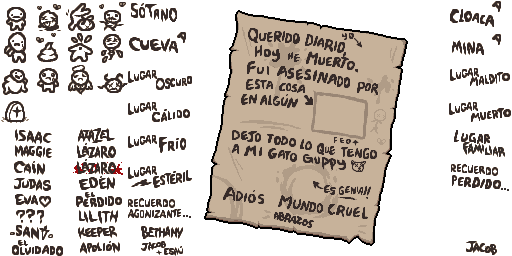 SÓTANO
CUEVA
LUGAR OSCURO
LUGAR CÁLIDO
LUGAR FRÍO
LUGAR ESTÉRIL
RECUERDO AGONIZANTE...
ISAAC
MAGGIE
CAÍN
JUDAS
EVA
???
SANS
EL OLVIDADO
AZAZEL
LÁZARO
LÁZARO
EDÉN
EL PERDIDO
LILITH
KEEPER
APOLIÓN
BETHANY
JACOB + ESAÚ
QUERIDO DIARIO,
YO
HOY HE MUERTO.
FUI ASESINADO POR
ESTA COSA
EN ALGÚN
FEO
DEJO TODO LO QUE TENGO
A MI GATO GUPPY
ES GENIAL!
ADIÓS MUNDO CRUEL
ABRAZOS
CLOACA
MINA
LUGAR MALDITO
LUGAR MUERTO
LUGAR FAMILIAR
RECUERDO PERDIDO...
JACOB